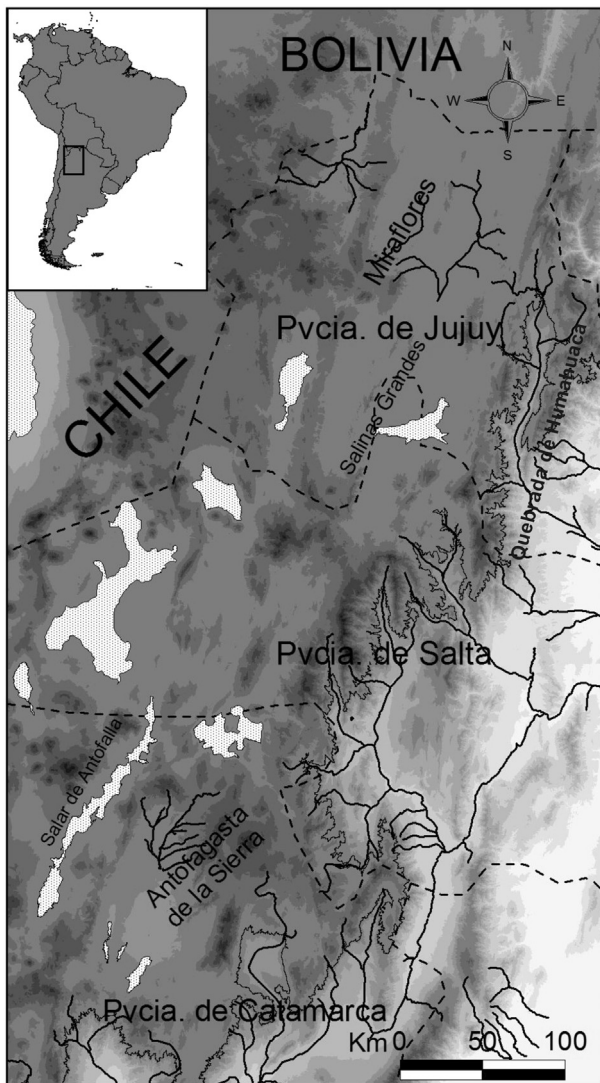 BOLIVIA
N
W
E
S
Miraflores
Pvcia. de Jujuy
CHILE
Salinas Grandes
Quebrada de Humahuaca
Pvcia. de Salta
Salar de Antofalla
Antofagasta
de la Sierra
Pvcia. de Catamarca
Km 0 50 100